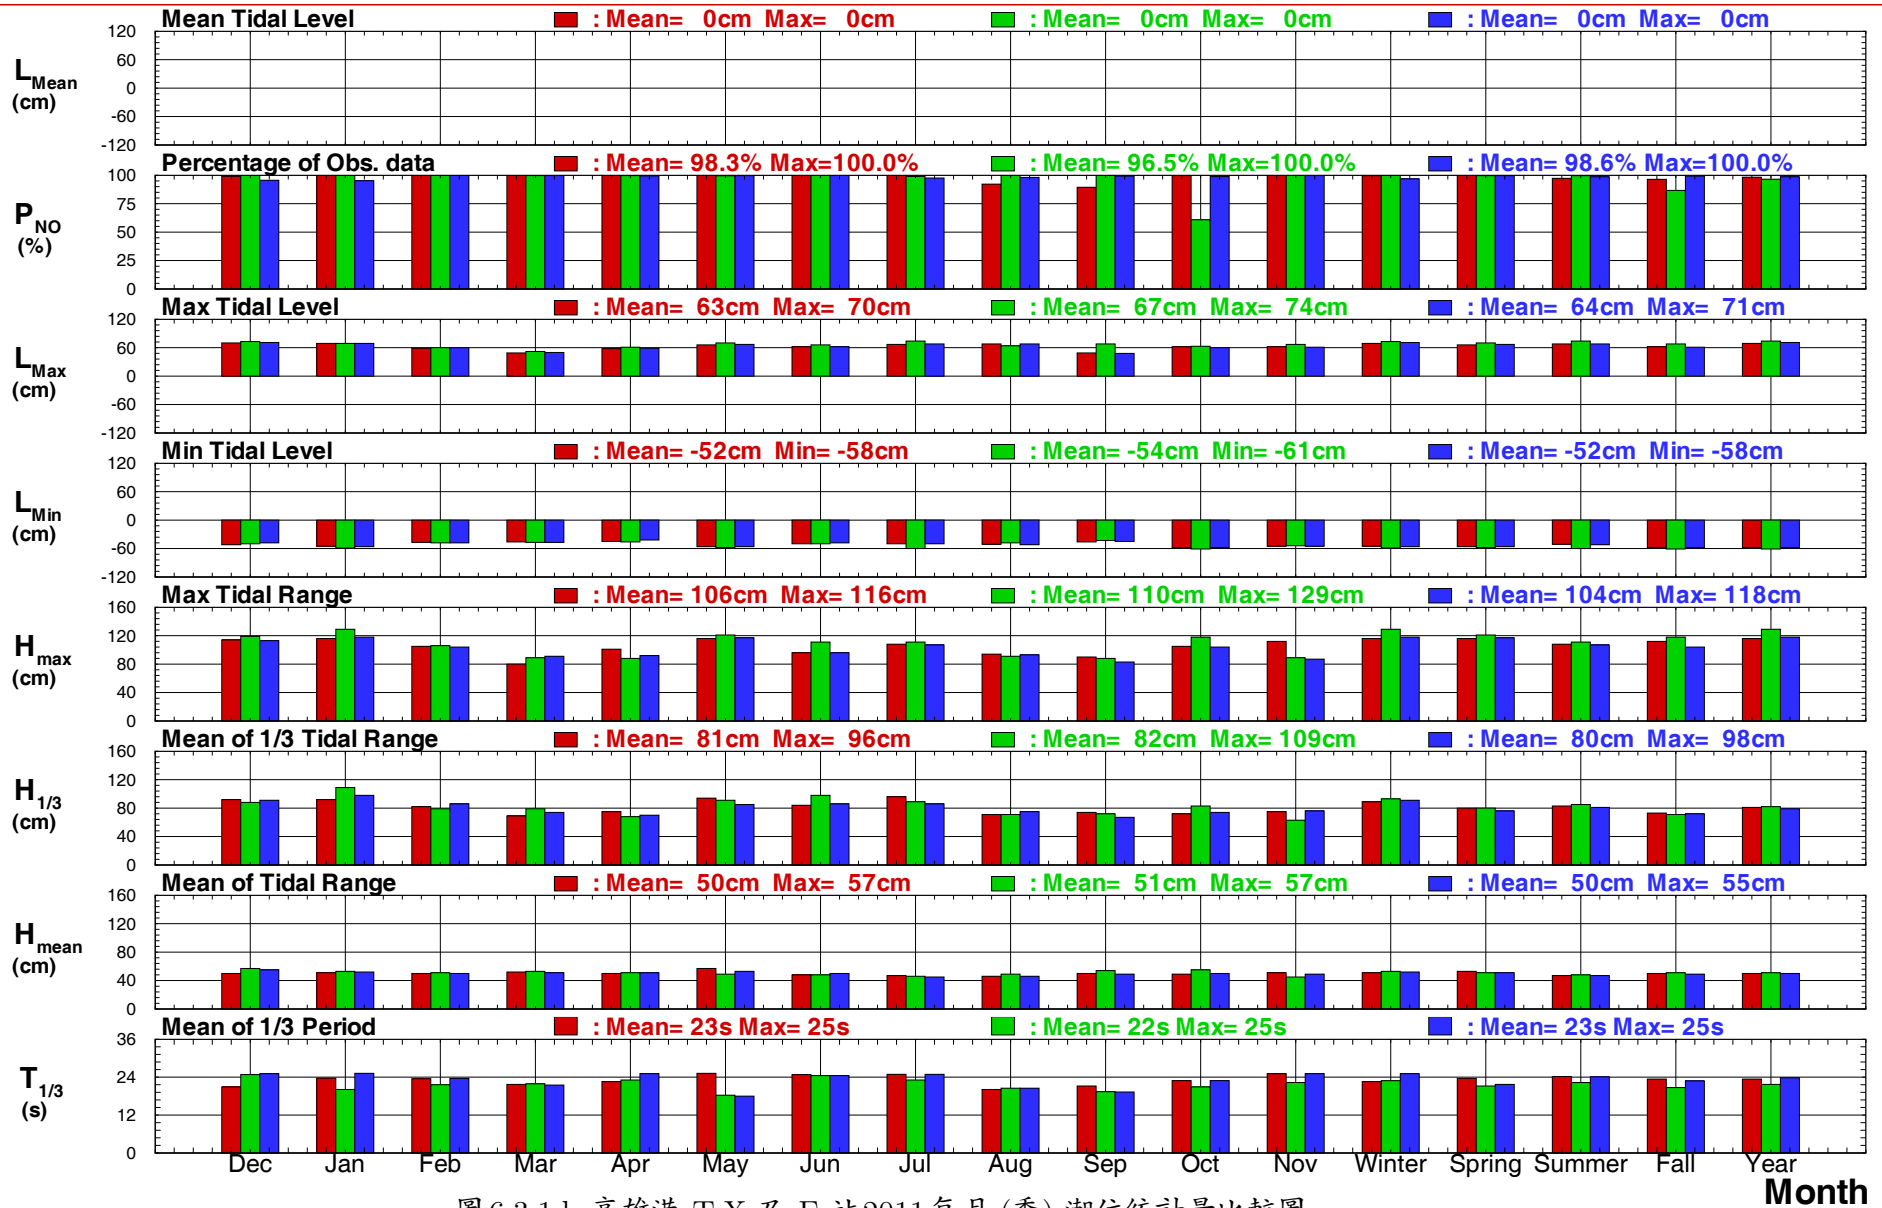 Mean Tidal Level : Mean= 0cm Max= 0cm : Mean= 0cm Max= 0cm : Mean= 0cm Max= 0cm
120
60
0
-60
-120
L Mean (cm)
Percentage of Obs. data : Mean= 98.3% Max=100.0% : Mean= 96.5% Max=100.0% : Mean= 98.6% Max=100.0%
100
75
50
25
0
P NO (%)
Max Tidal Level : Mean= 63cm Max= 70cm : Mean= 67cm Max= 74cm : Mean= 64cm Max= 71cm
120
60
0
-60
-120
L Max (cm)
Min Tidal Level : Mean= -52cm Min= -58cm : Mean= -54cm Min= -61cm : Mean= -52cm Min= -58cm
120
60
0
-60
-120
L Min (cm)
Max Tidal Range : Mean= 106cm Max= 116cm : Mean= 110cm Max= 129cm : Mean= 104cm Max= 118cm
160
120
80
40
0
H max (cm)
Mean of 1/3 Tidal Range : Mean= 81cm Max= 96cm : Mean= 82cm Max= 109cm : Mean= 80cm Max= 98cm
160
120
80
40
0
H 1/3 (cm)
Mean of Tidal Range : Mean= 50cm Max= 57cm : Mean= 51cm Max= 57cm : Mean= 50cm Max= 55cm
160
120
80
40
0
H mean (cm)
Mean of 1/3 Period : Mean= 23s Max= 25s : Mean= 22s Max= 25s : Mean= 23s Max= 25s
36
24
12
0
T 1/3 (s)
Dec Jan Feb Mar Apr May Jun Jul Aug Sep Oct Nov Winter Spring Summer Fall Year
Month